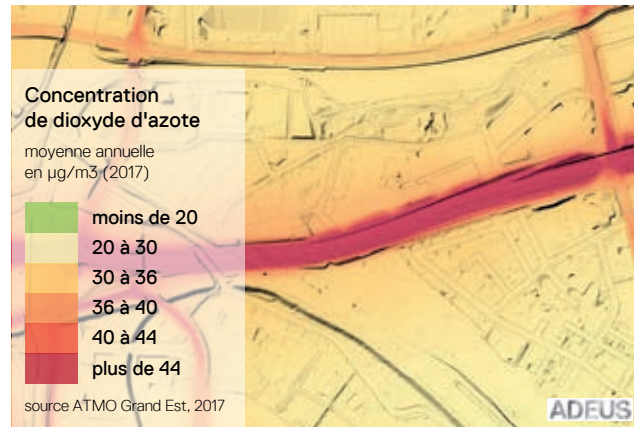 Concentration
de dioxyde d'azote
moyenne annuelle
en µg/m3 (2017)
moins de 20
20 à 30
30 à 36
36 à 40
40 à 44
plus de 44
source ATMO Grand Est, 2017
ADEUS